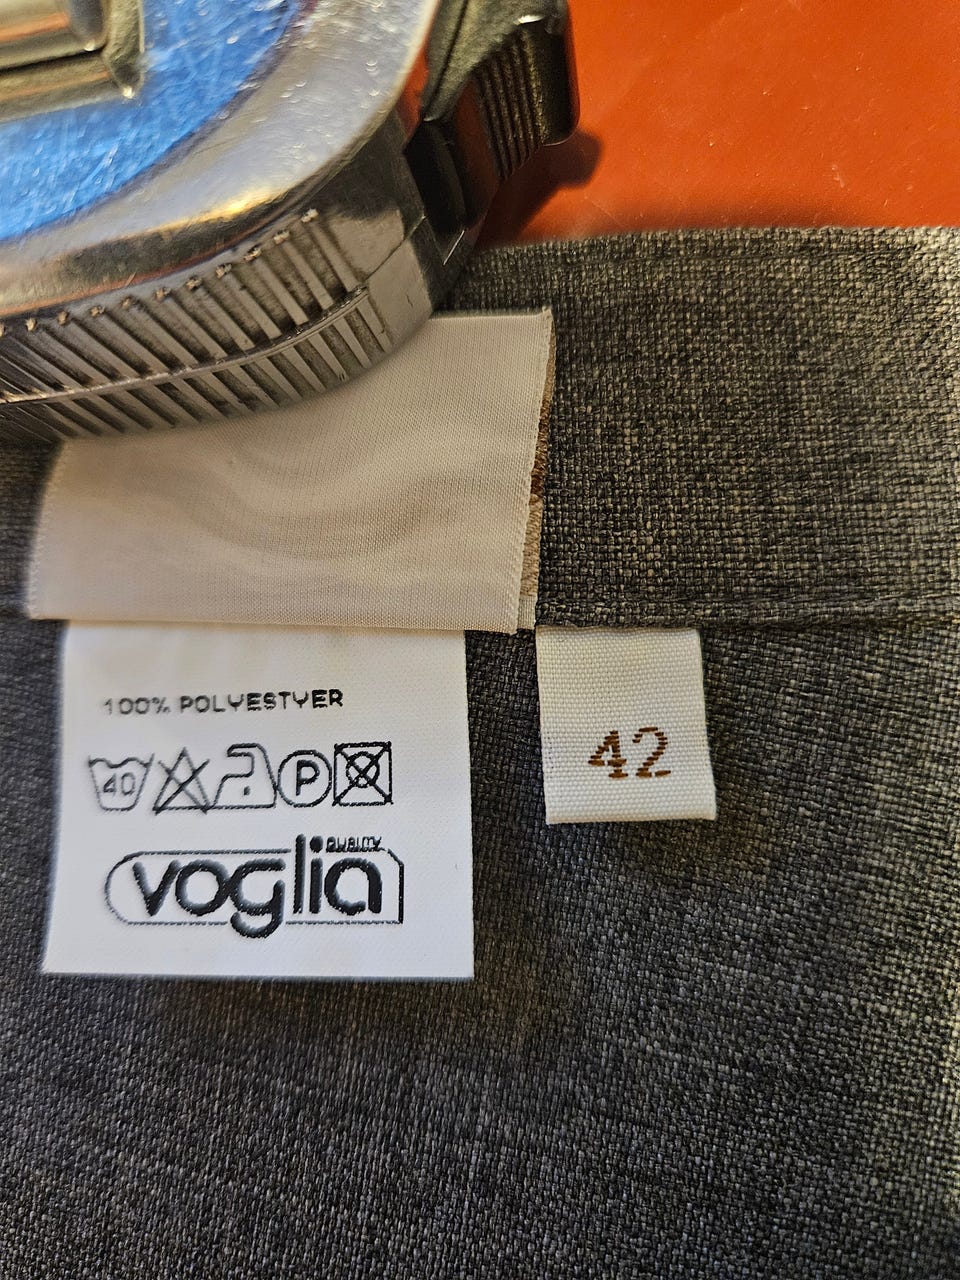 100% POLYESTYER
40 P
quality
voglia
42